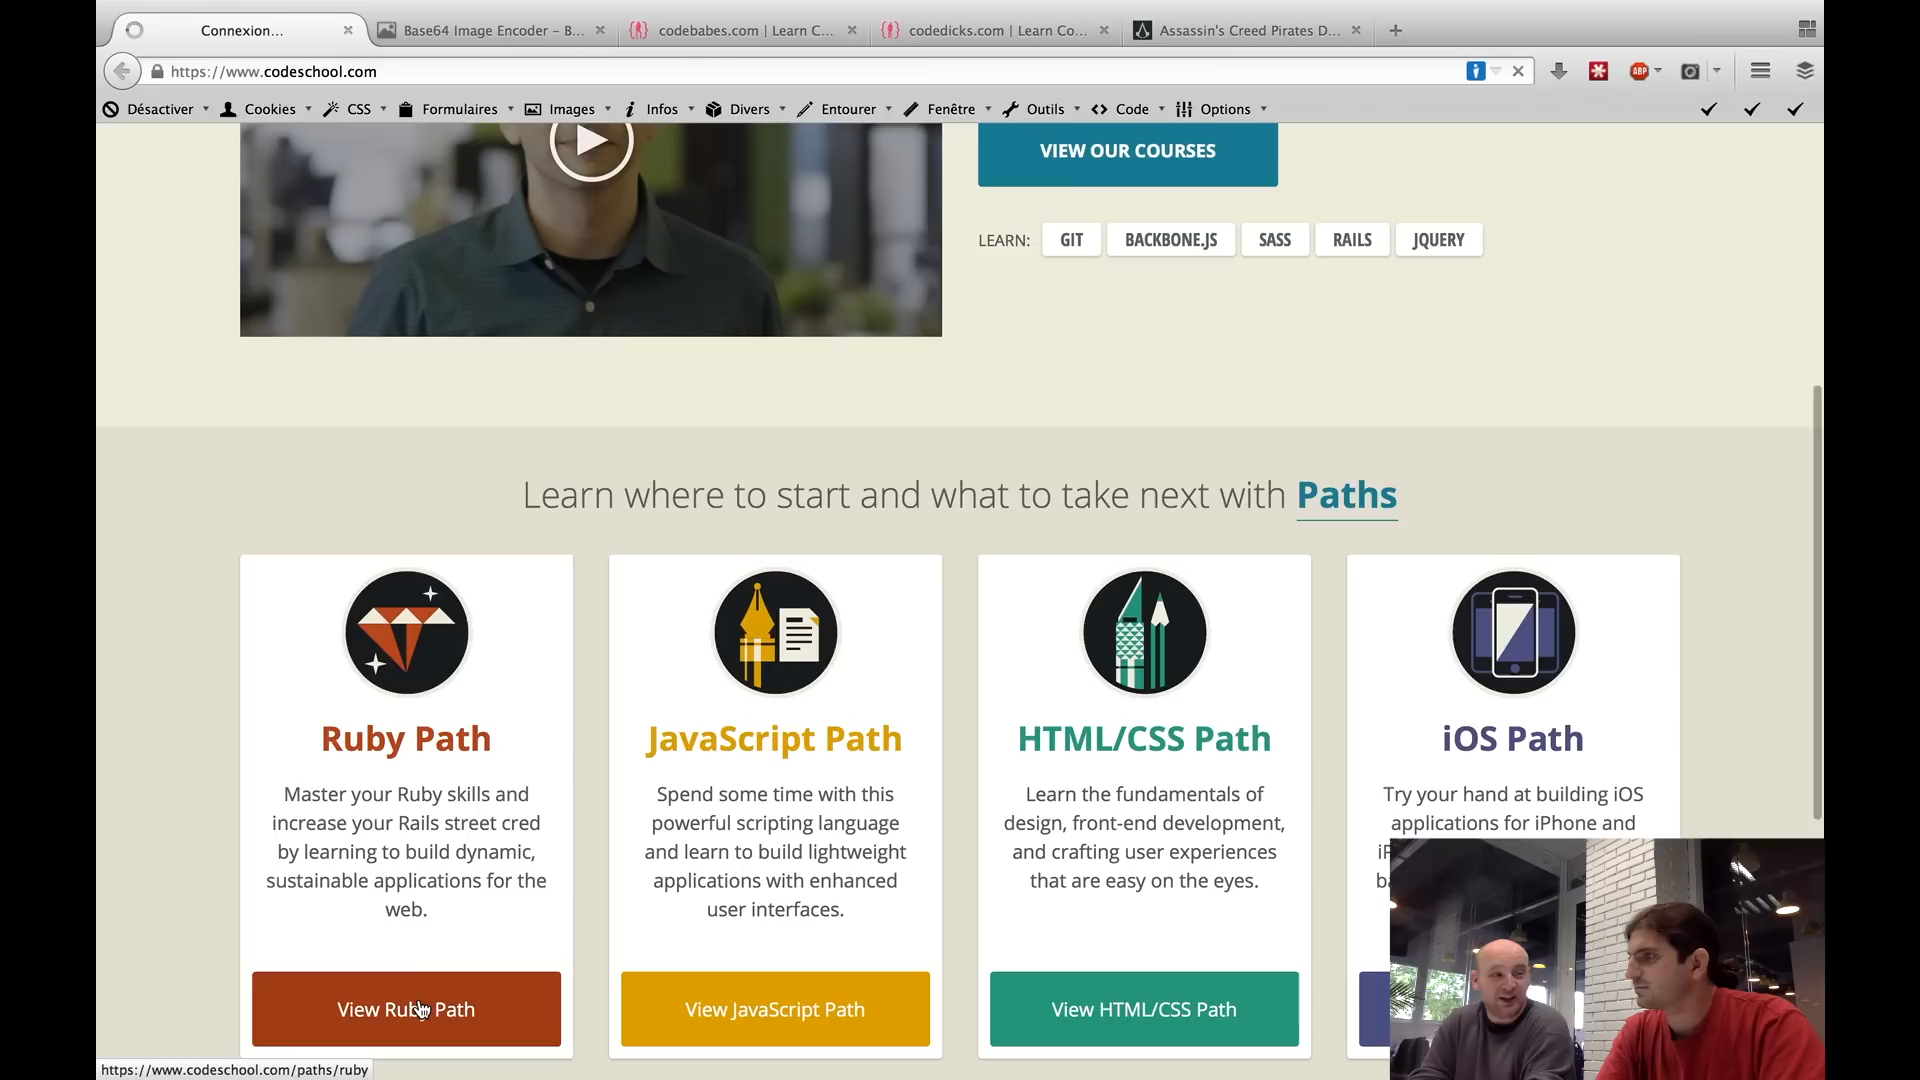 Connexion...
Base64 Image Encoder – B...
codebabes.com | Learn C...
codedicks.com | Learn Co...
Assassin's Creed Pirates D...
https://www.codeschool.com
ABP
Désactiver
Cookies
CSS
Formulaires
Images
Infos
Divers
Entourer
Fenêtre
Outils
Code
Options
VIEW OUR COURSES
LEARN:
GIT
BACKBONE.JS
SASS
RAILS
JQUERY
Learn where to start and what to take next with Paths
Ruby Path
Master your Ruby skills and
increase your Rails street cred
by learning to build dynamic,
sustainable applications for the
web.
View Ruby Path
JavaScript Path
Spend some time with this
powerful scripting language
and learn to build lightweight
applications with enhanced
user interfaces.
View JavaScript Path
HTML/CSS Path
Learn the fundamentals of
design, front-end development,
and crafting user experiences
that are easy on the eyes.
View HTML/CSS Path
iOS Path
Try your hand at building iOS
applications for iPhone and
https://www.codeschool.com/paths/ruby